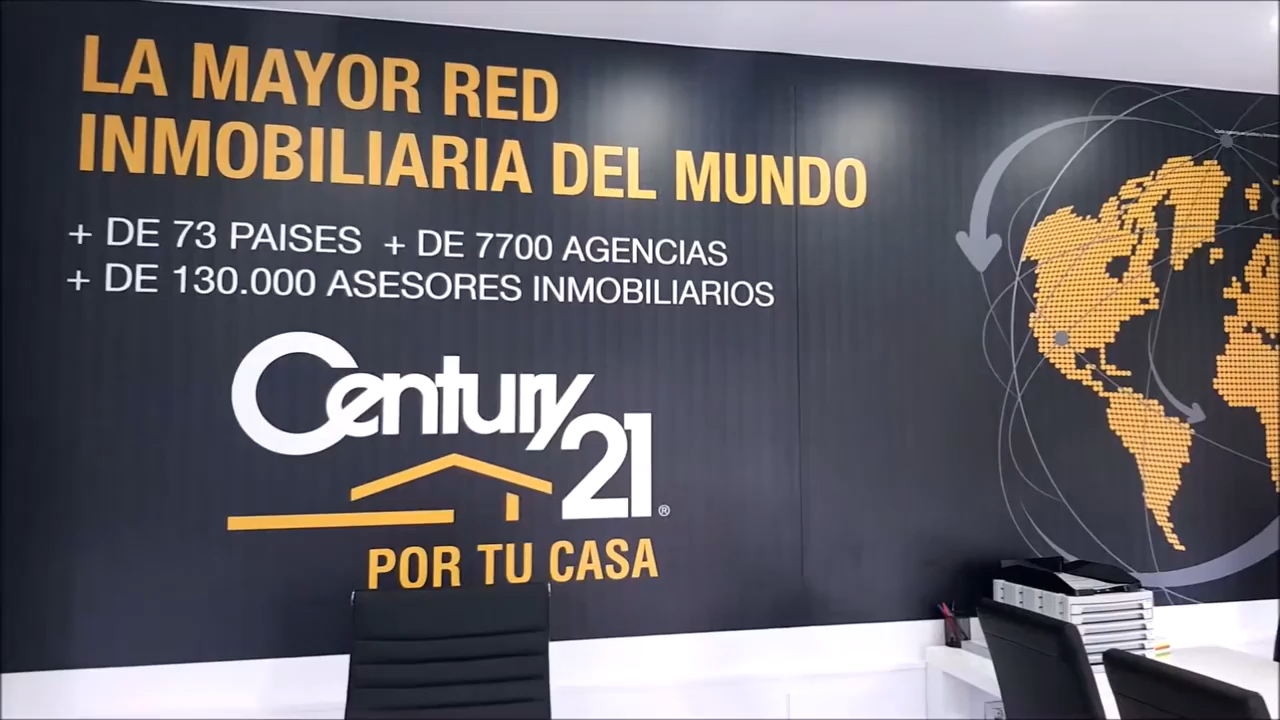 LA MAYOR RED
INMOBILIARIA DEL MUNDO
+ DE 73 PAISES + DE 7700 AGENCIAS
+ DE 130.000 ASESORES INMOBILIARIOS
Century
21®
POR TU CASA